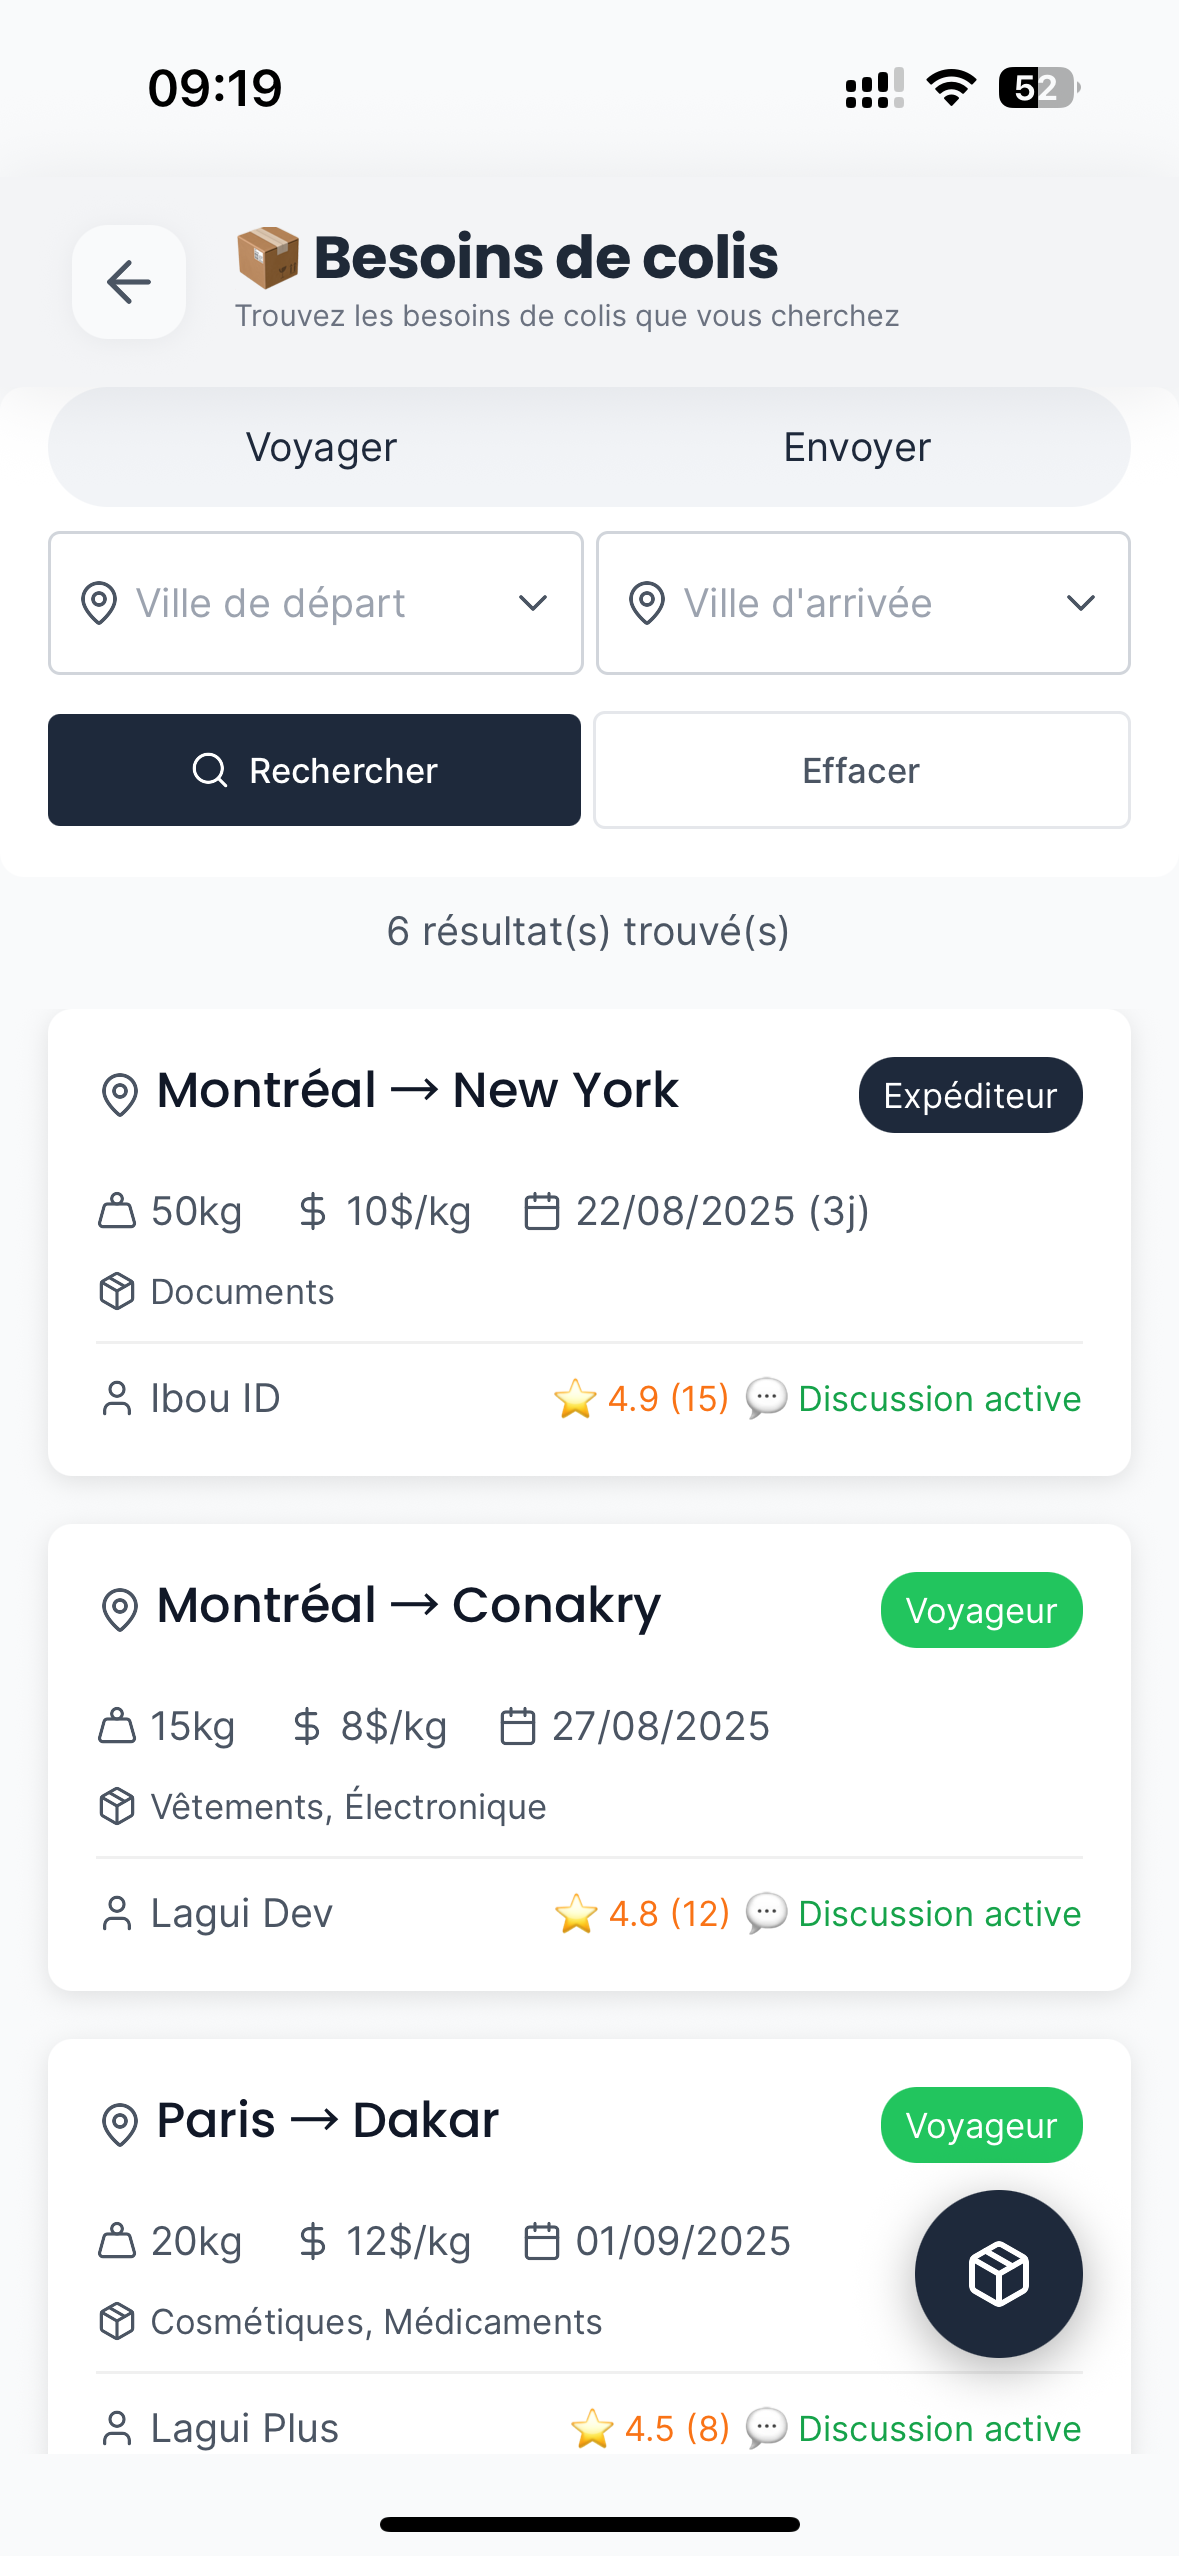 09:19
52
Besoins de colis
Trouvez les besoins de colis que vous cherchez
Voyager
Envoyer
Ville de départ
Ville d'arrivée
Rechercher
Effacer
6 résultat(s) trouvé(s)
Montréal → New York
Expéditeur
50kg $ 10$/kg 22/08/2025 (3j)
Documents
Ibou ID ⭐ 4.9 (15) 💬 Discussion active
Montréal → Conakry
Voyageur
15kg $ 8$/kg 27/08/2025
Vêtements, Électronique
Lagui Dev ⭐ 4.8 (12) 💬 Discussion active
Paris → Dakar
Voyageur
20kg $ 12$/kg 01/09/2025
Cosmétiques, Médicaments
Lagui Plus ⭐ 4.5 (8) 💬 Discussion active